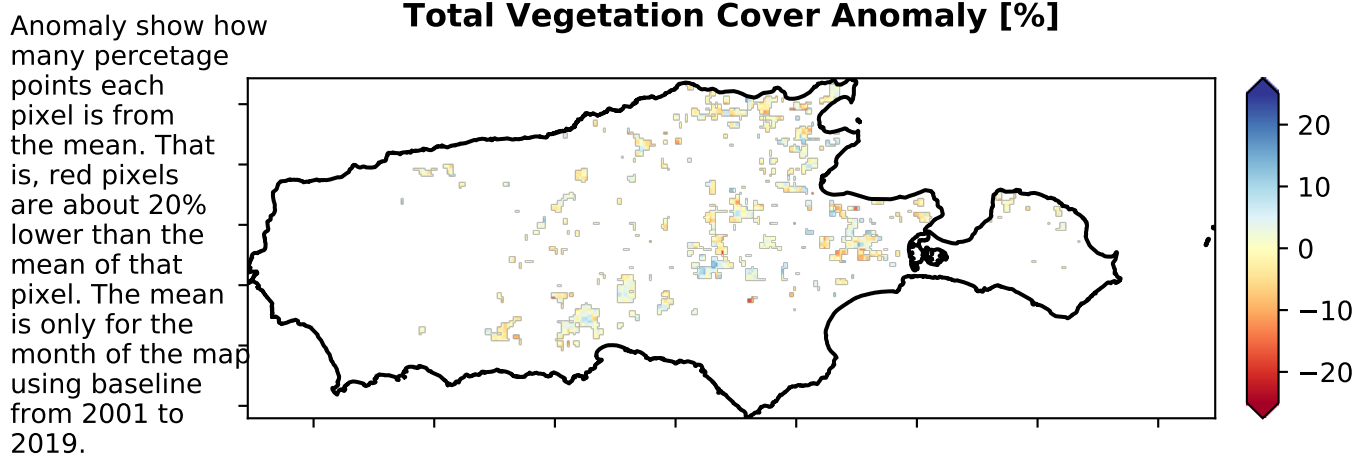 Total Vegetation Cover Anomaly [%]
Anomaly show how
many percetage
points each
pixel is from
the mean. That
is, red pixels
are about 20%
lower than the
mean of that
pixel. The mean
is only for the
month of the map
using baseline
from 2001 to
2019.
20
10
0
−10
−20